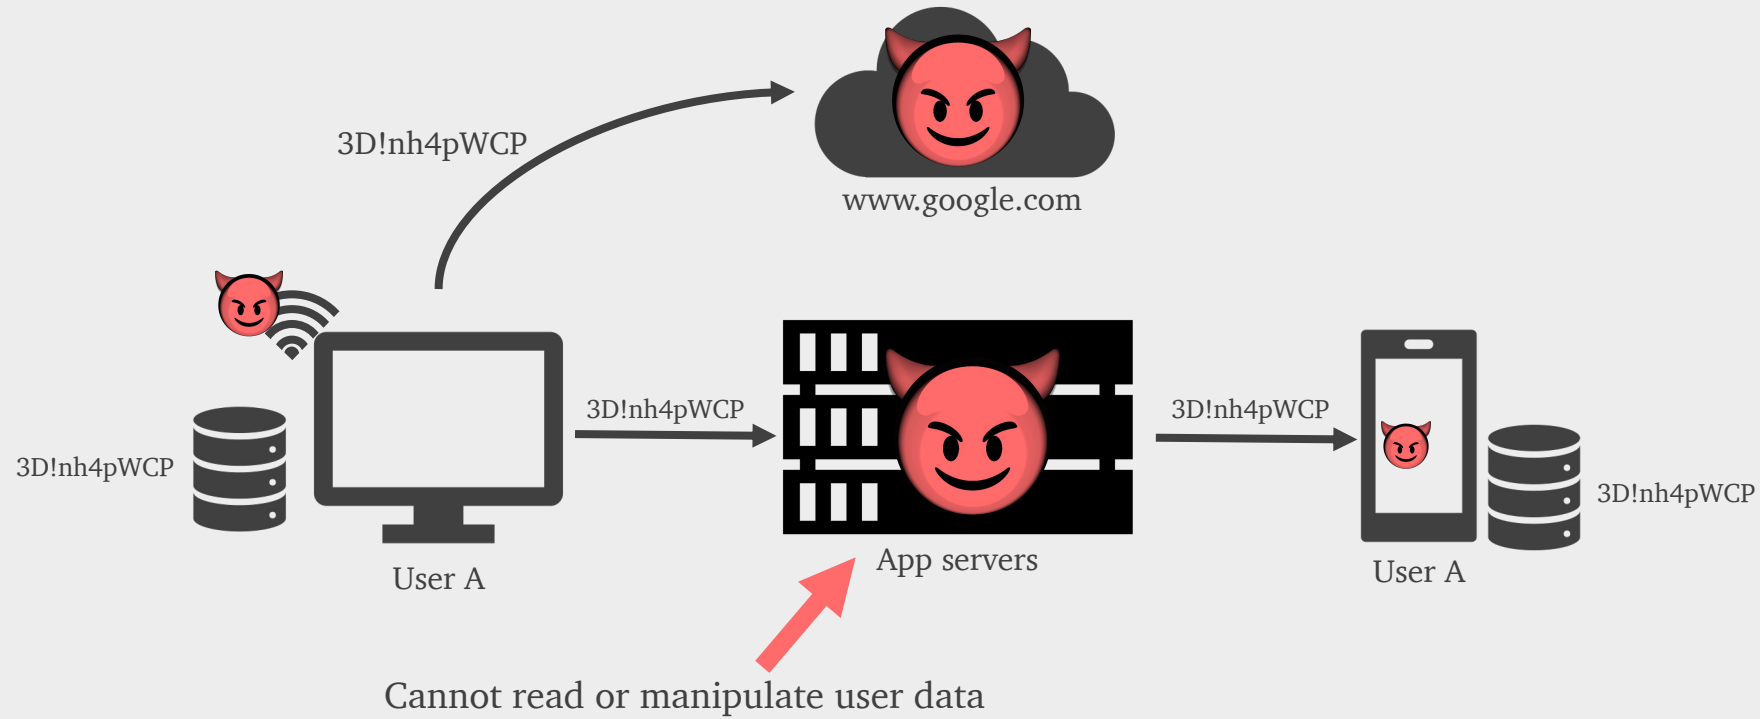 3D!nh4pWCP
www.google.com
3D!nh4pWCP
3D!nh4pWCP
3D!nh4pWCP
3D!nh4pWCP
User A
App servers
User A
Cannot read or manipulate user data